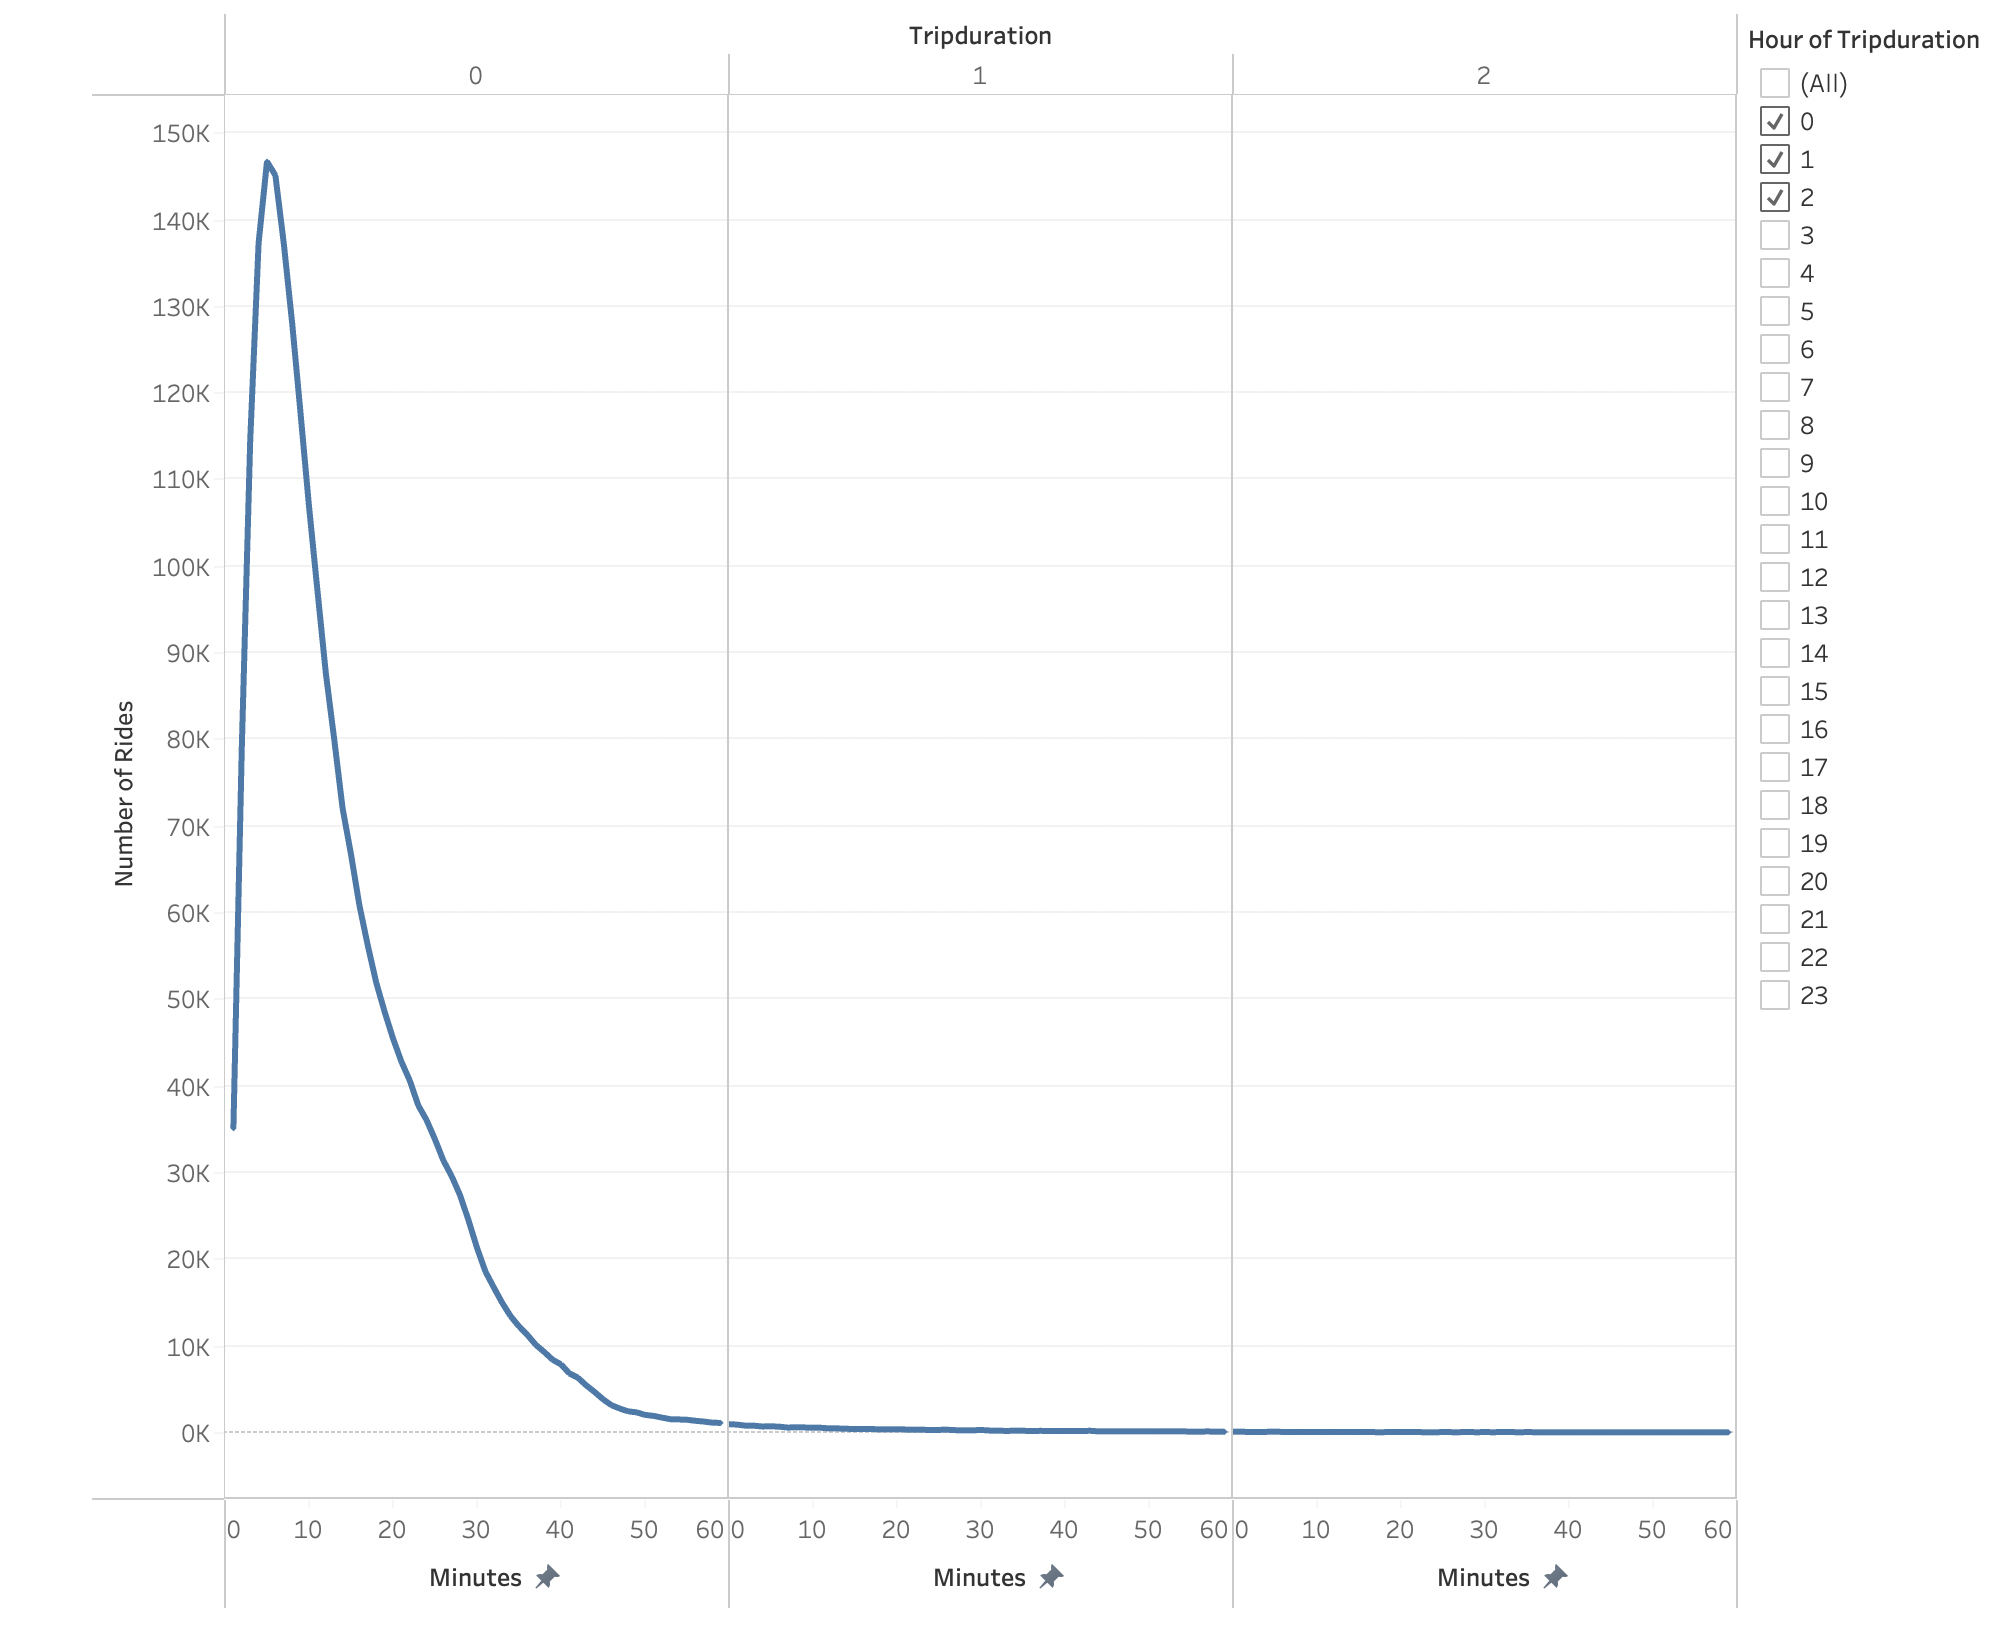 Tripduration
0 1 2
150K
140K
130K
120K
110K
100K
90K
80K
70K
60K
50K
40K
30K
20K
10K
0K
Number of Rides
0 10 20 30 40 50 60 0 10 20 30 40 50 60 0 10 20 30 40 50 60
Minutes Minutes Minutes
Hour of Tripduration
(All)
0
1
2
3
4
5
6
7
8
9
10
11
12
13
14
15
16
17
18
19
20
21
22
23